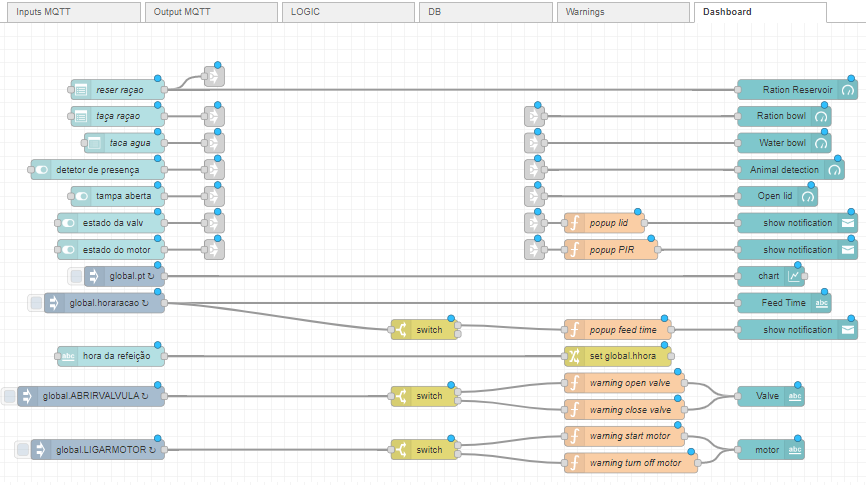 Inputs MQTT
Output MQTT
LOGIC
DB
Warnings
Dashboard
reser raçao
Ration Reservoir
taça raçao
Ration bowl
taca agua
Water bowl
detetor de presença
Animal detection
tampa aberta
Open lid
estado da valv
popup lid
show notification
estado do motor
popup PIR
show notification
global.pt ↻
chart
global.horaracao ↻
Feed Time
abc
switch
popup feed time
show notification
abc
hora da refeição
set global.hhora
global.ABRIRVALVULA ↻
switch
warning open valve
warning close valve
Valve
abc
global.LIGARMOTOR ↻
switch
warning start motor
warning turn off motor
motor
abc